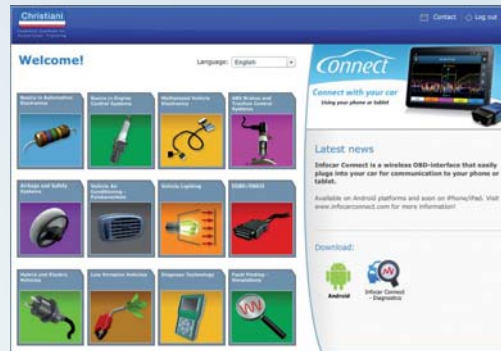 Christiani
Contact
Log out
Welcome!
Language: English
Basics in Automotive Electronics
Basics in Engine Control Systems
Networked Vehicle Electronics
ABS Brakes and Traction Control Systems
Airbags and Safety Systems
Vehicle Air Conditioning - Fundamentals
Vehicle Lighting
OOBD/OBDII
Hybrid and Electric Vehicles
Low Emission Vehicles
Diagnose Technology
Fault Finding - Simulations
Connect
Connect with your car
Using your phone or tablet
Latest news
Infocar Connect is a wireless OBD-interface that easily
plugs into your car for communication to your phone or
tablet.
Available on Android platforms and soon on iPhone/iPad. Visit
www.infocarconnect.com for more information!
Download:
Android
Infocar Connect
- Diagnostics